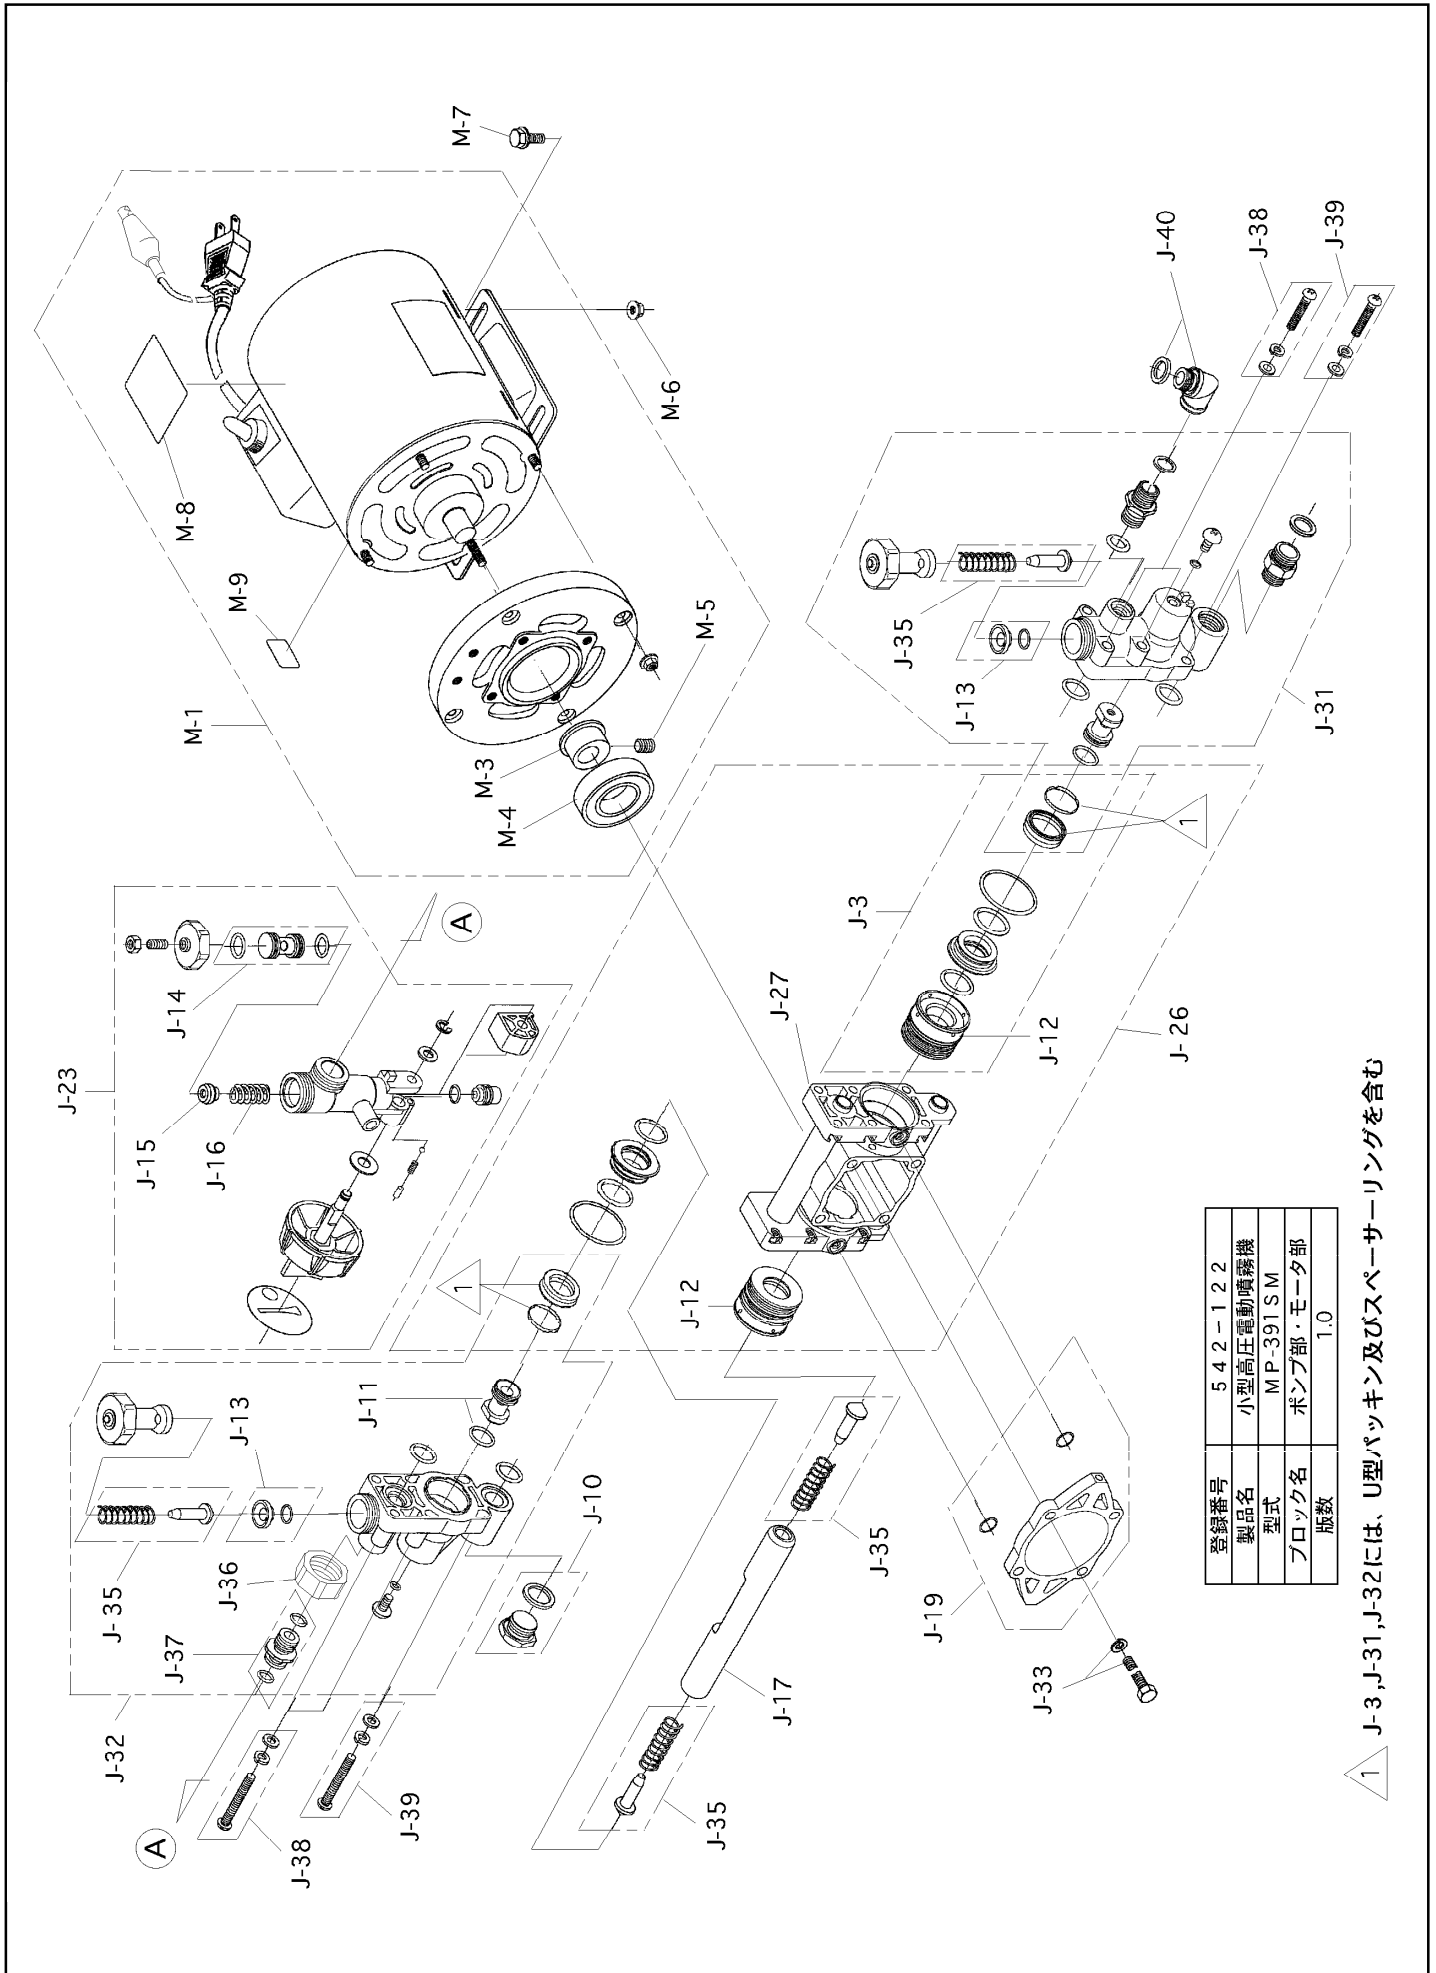 M-7
M-8
M-9
M-1
M-6
M-5
M-3
M-4
J-40
J-38
J-39
J-35
J-13
J-31
1
J-3
J-27
J-12
J-26
J-23
J-14
J-15
J-16
A
1
J-12
J-11
J-13
J-10
J-35
J-36
J-37
J-32
A
J-38
J-39
J-35
J-17
J-35
J-19
J-33
登録番号 542-122
製品名 小型高圧電動噴霧機
型式 MP-391SM
ブロック名 ポンプ部・モータ部
版数 1.0
1 J-3,J-31,J-32には、U型パッキン及びスペーサーリングを含む